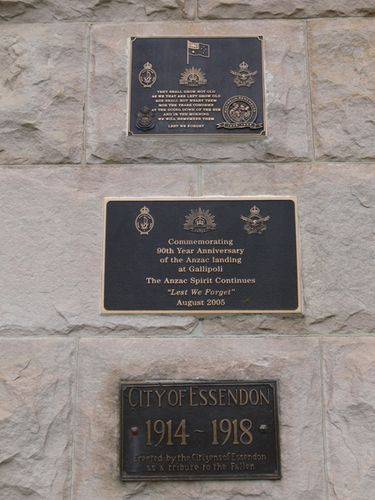 THEY SHALL GROW NOT OLD
AS WE THAT ARE LEFT GROW OLD
AGE SHALL NOT WEARY THEM
NOR THE YEARS CONDEMN
AT THE GOING DOWN OF THE SUN
AND IN THE MORNING
WE WILL REMEMBER THEM
LEST WE FORGET
Commemorating
90th Year Anniversary
of the Anzac landing
at Gallipoli
The Anzac Spirit Continues
"Lest We Forget"
August 2005
CITY OF ESSENDON
1914 ~ 1918
Erected by the Citizens of Essendon
as a tribute to the Fallen